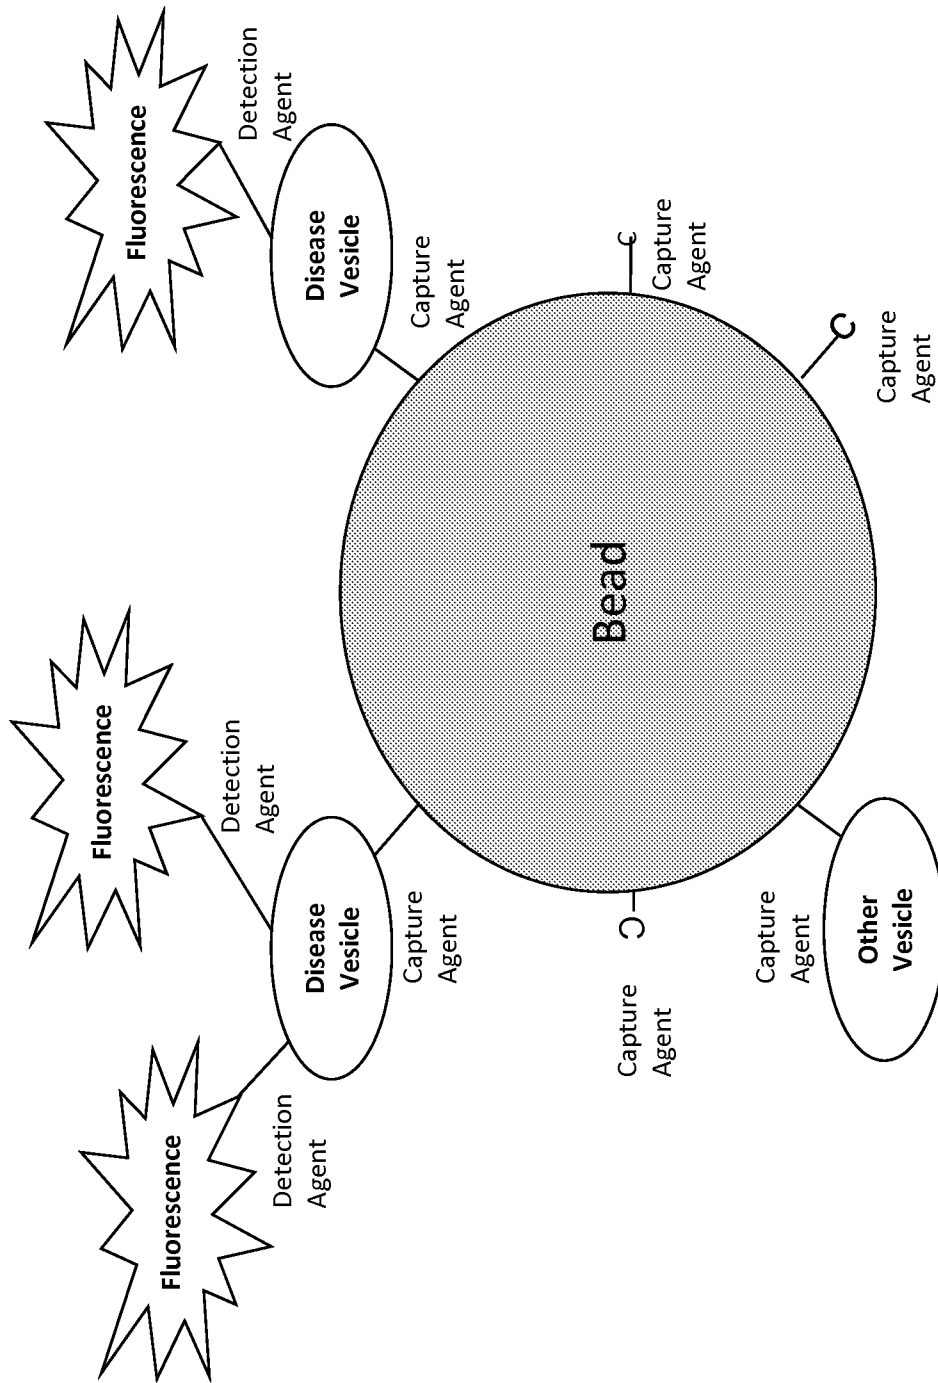 Fluorescence
Detection
Agent
Fluorescence
Detection
Agent
Fluorescence
Detection
Agent
Disease
Vesicle
Capture
Agent
Disease
Vesicle
Capture
Agent
Bead
C
Capture
Agent
C
Capture
Agent
C
Capture
Agent
Capture
Agent
Other
Vesicle